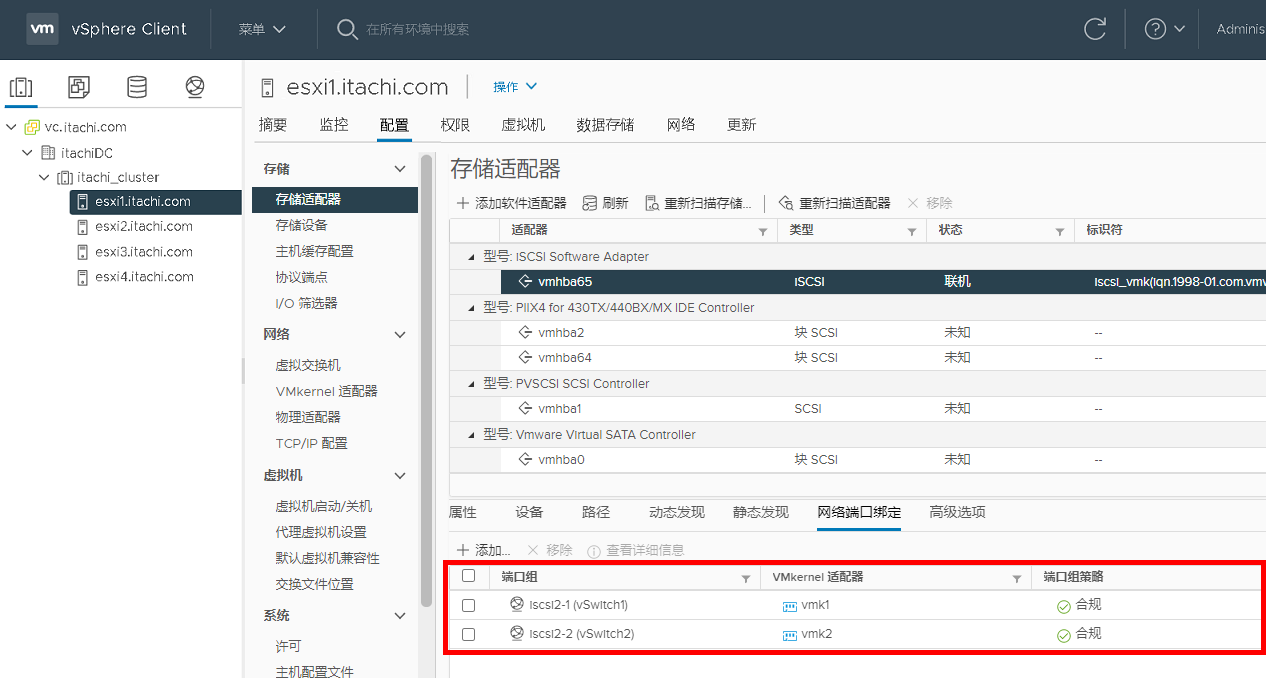 vm vSphere Client 菜单 在所有环境中搜索 Adminis
vc.itachi.com
itachiDC
itachi_cluster
esxi1.itachi.com
esxi2.itachi.com
esxi3.itachi.com
esxi4.itachi.com
esxi1.itachi.com 操作
摘要 监控 配置 权限 虚拟机 数据存储 网络 更新
存储
存储适配器
存储设备
主机缓存配置
协议端点
I/O 筛选器
网络
虚拟交换机
VMkernel 适配器
物理适配器
TCP/IP 配置
虚拟机
虚拟机启动/关机
代理虚拟机设置
默认虚拟机兼容性
交换文件位置
系统
许可
主机配置文件
存储适配器
添加软件适配器 刷新 重新扫描存储... 重新扫描适配器 移除
适配器 类型 状态 标识符
型号: iSCSI Software Adapter
vmhba65 iSCSI 联机 iscsi_vmk(iqn.1998-01.com.vmv
型号: PIIX4 for 430TX/440BX/MX IDE Controller
vmhba2 块 SCSI 未知 --
vmhba64 块 SCSI 未知 --
型号: PVSCSI SCSI Controller
vmhba1 SCSI 未知 --
型号: Vmware Virtual SATA Controller
vmhba0 块 SCSI 未知 --
属性 设备 路径 动态发现 静态发现 网络端口绑定 高级选项
添加... 移除 查看详细信息
端口组 VMkernel 适配器 端口组策略
iscsi2-1 (vSwitch1) vmk1 合规
iscsi2-2 (vSwitch2) vmk2 合规